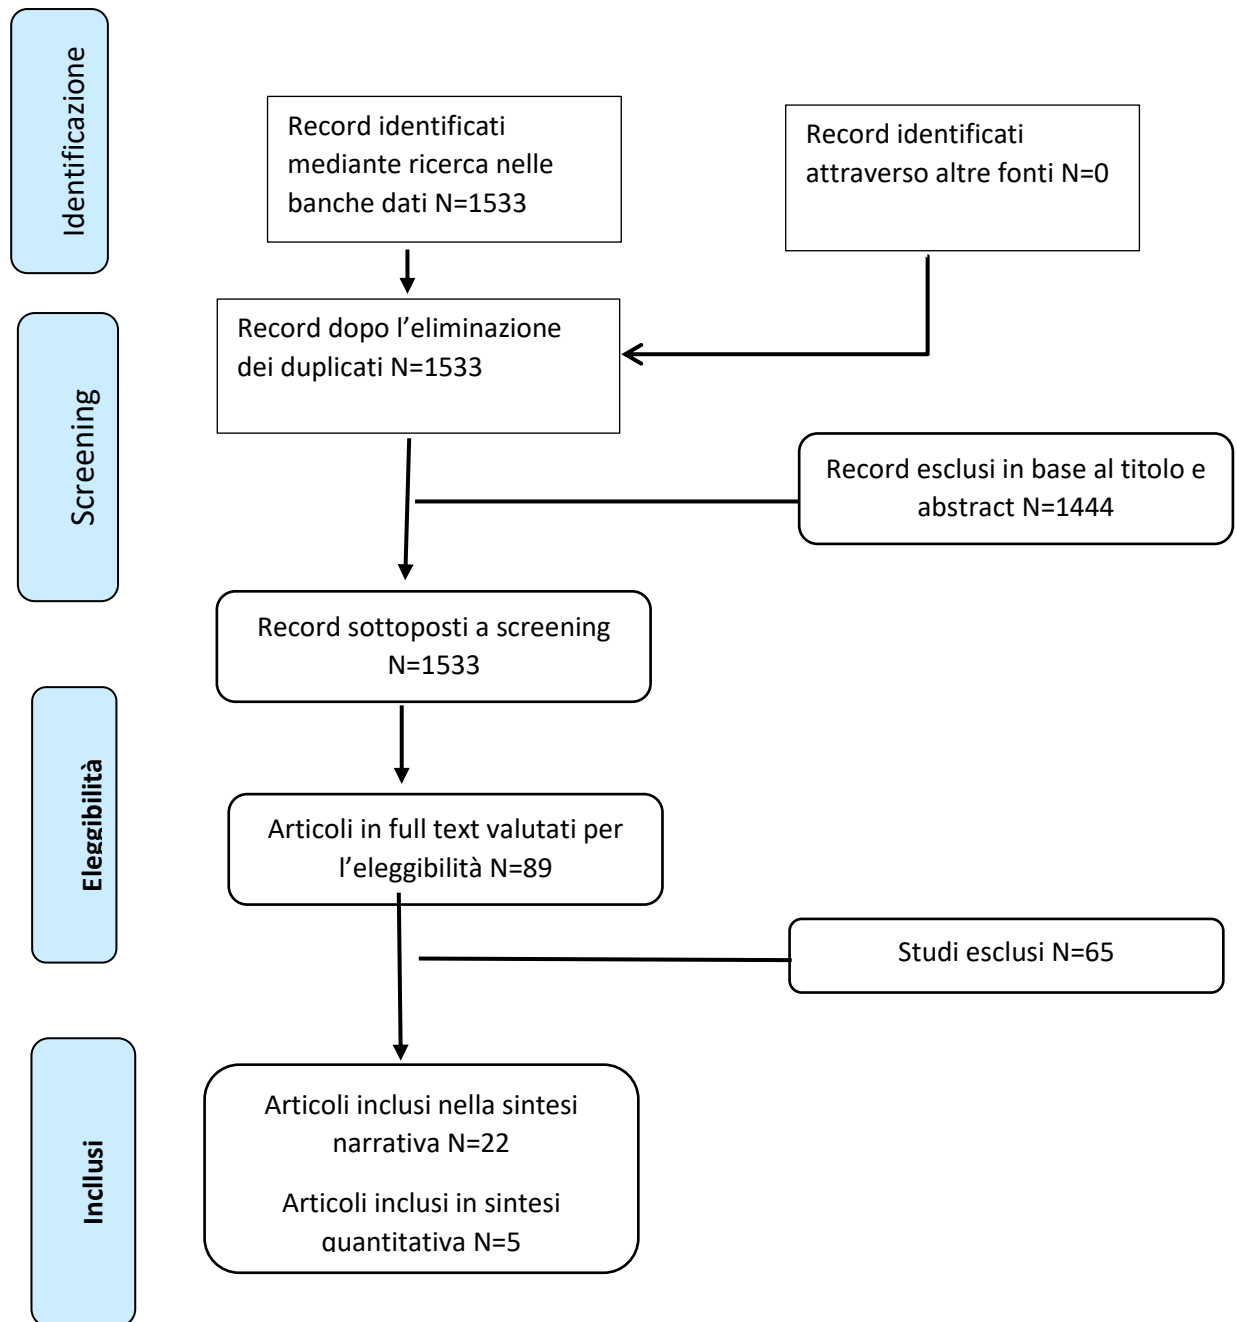 Identificazione
Record identificati
mediante ricerca nelle
banche dati N=1533
Record identificati
attraverso altre fonti N=0
Screening
Record dopo l’eliminazione
dei duplicati N=1533
Record esclusi in base al titolo e
abstract N=1444
Record sottoposti a screening
N=1533
Eleggibilità
Articoli in full text valutati per
l’eleggibilità N=89
Studi esclusi N=65
Incllusi
Articoli inclusi nella sintesi
narrativa N=22
Articoli inclusi in sintesi
quantitativa N=5